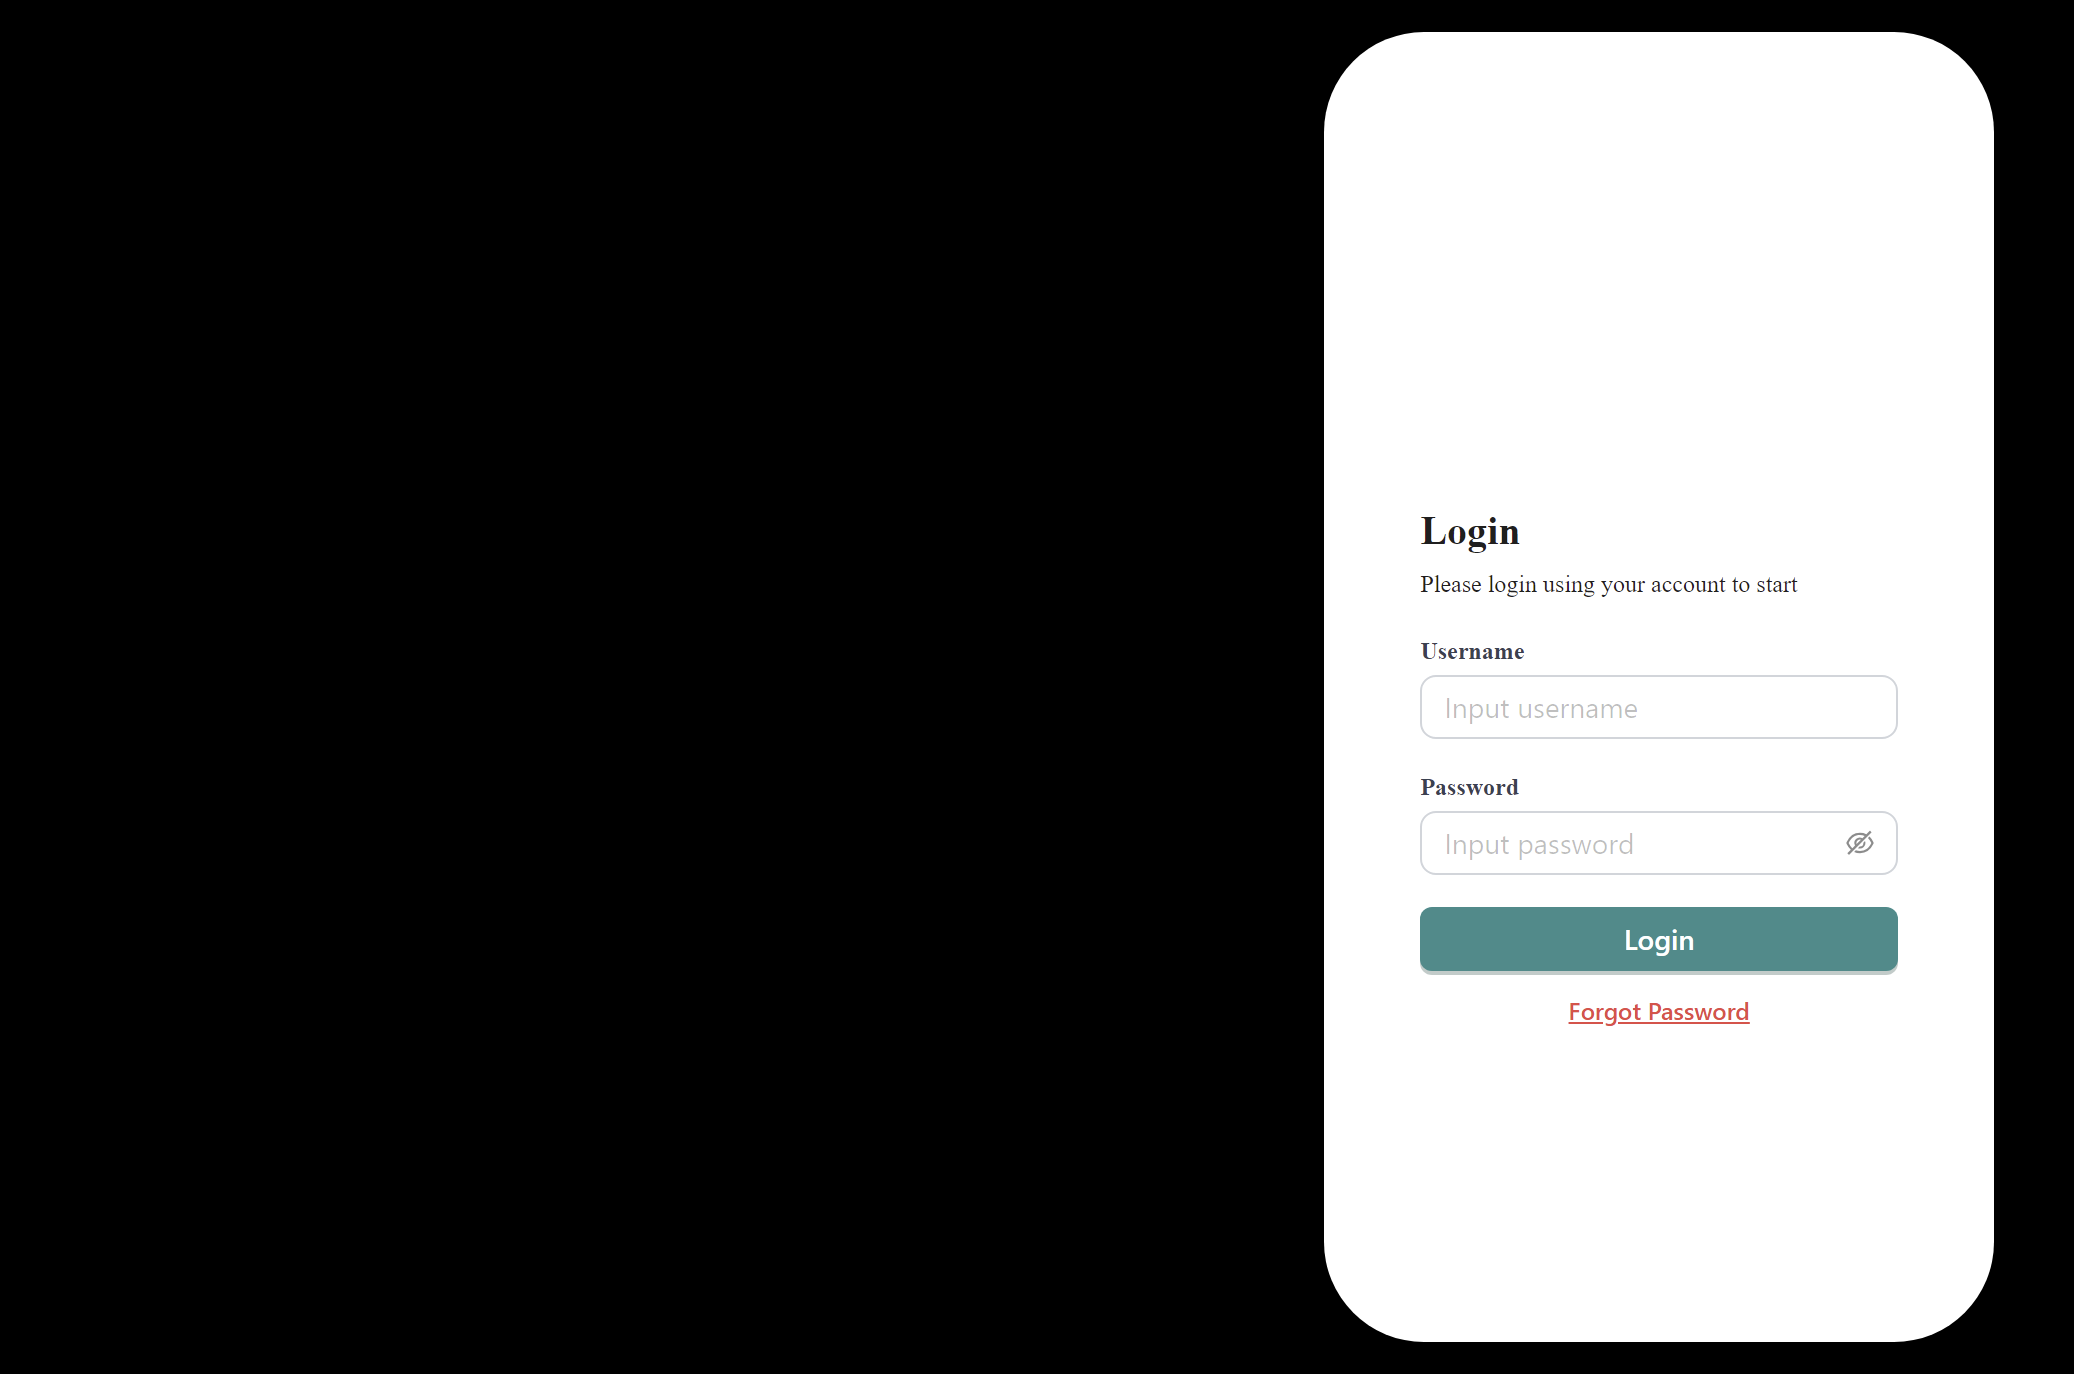 Login
Please login using your account to start
Username
Input username
Password
Input password
Login
Forgot Password